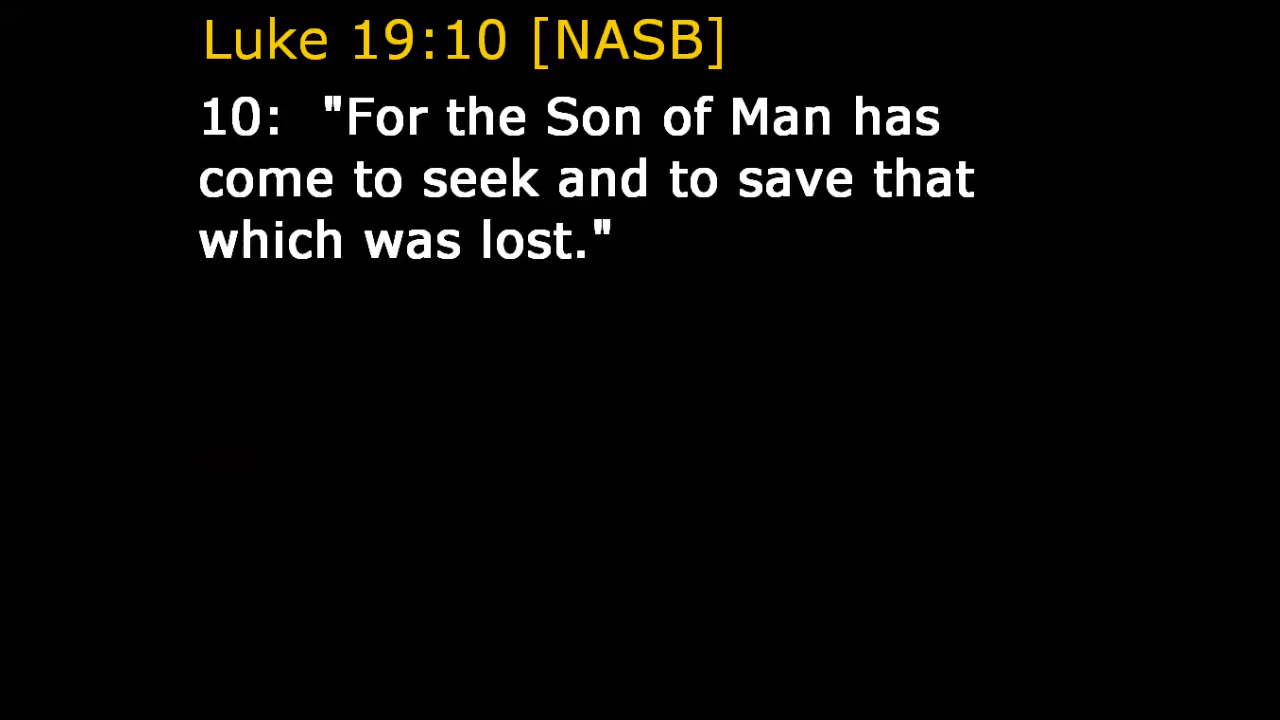 Luke 19:10 [NASB]
10:  "For the Son of Man has
come to seek and to save that
which was lost."